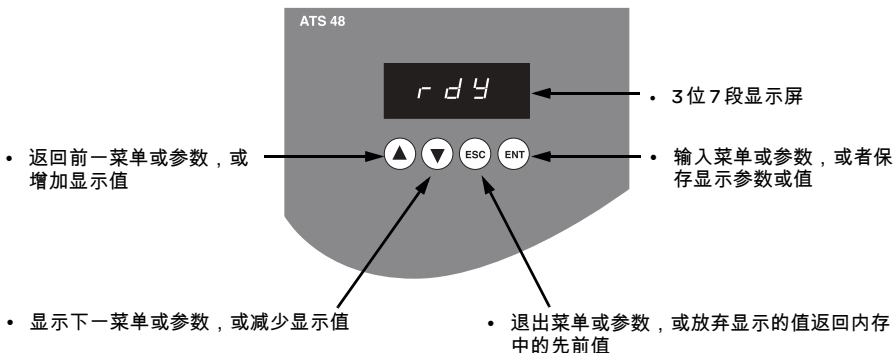 ATS 48
rdY
• 3位7段显示屏
• 返回前一菜单或参数，或
增加显示值
ESC
ENT
• 输入菜单或参数，或者保
存显示参数或值
• 显示下一菜单或参数，或减少显示值
• 退出菜单或参数，或放弃显示的值返回内存
中的先前值